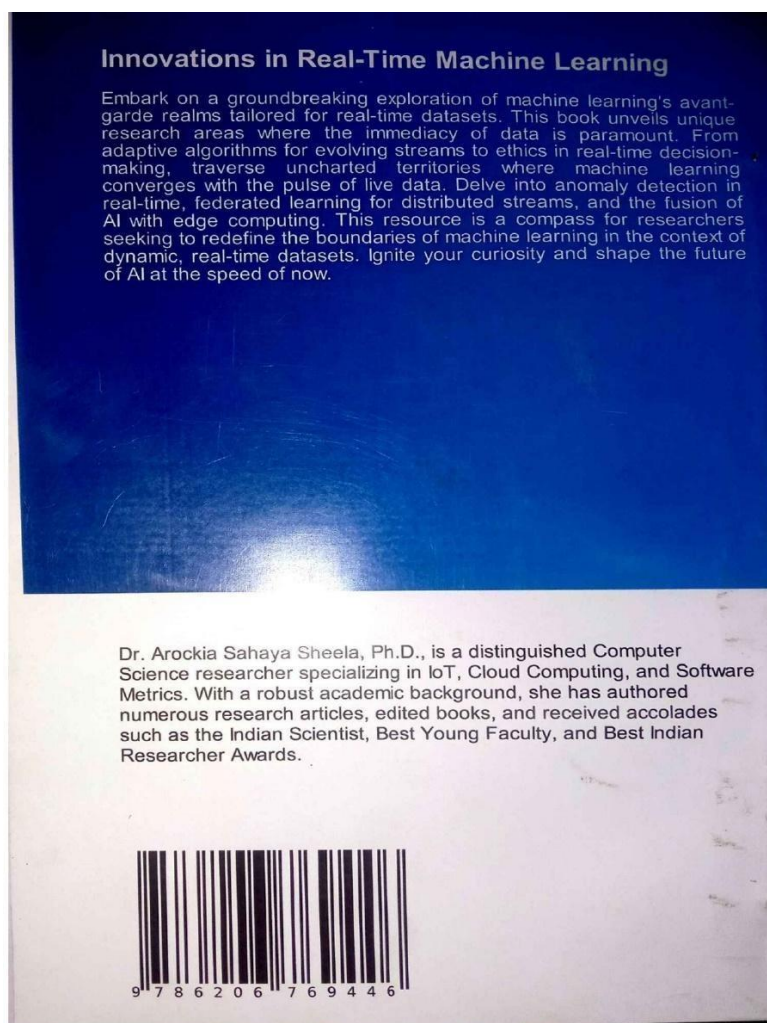 Innovations in Real-Time Machine Learning
Embark on a groundbreaking exploration of machine learning's avant-
garde realms tailored for real-time datasets. This book unveils unique
research areas where the immediacy of data is paramount. From
adaptive algorithms for evolving streams to ethics in real-time decision-
making, traverse uncharted territories where machine learning
converges with the pulse of live data. Delve into anomaly detection in
real-time, federated learning for distributed streams, and the fusion of
AI with edge computing. This resource is a compass for researchers
seeking to redefine the boundaries of machine learning in the context of
dynamic, real-time datasets. Ignite your curiosity and shape the future
of AI at the speed of now.
Dr. Arockia Sahaya Sheela, Ph.D., is a distinguished Computer
Science researcher specializing in IoT, Cloud Computing, and Software
Metrics. With a robust academic background, she has authored
numerous research articles, edited books, and received accolades
such as the Indian Scientist, Best Young Faculty, and Best Indian
Researcher Awards.
9 786206 769446